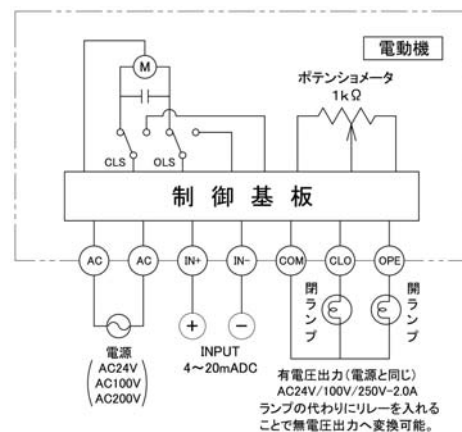 電動機
M
ポテンショメータ
1kΩ
CLS
OLS
制御基板
AC
AC
IN+
IN-
COM
CLO
OPE
閉ランプ
開ランプ
+
−
電源
AC24V
AC100V
AC200V
INPUT
4〜20mADC
有電圧出力(電源と同じ)
AC24V/100V/250V-2.0A
ランプの代わりにリレーを入れる
ことで無電圧出力へ変換可能。